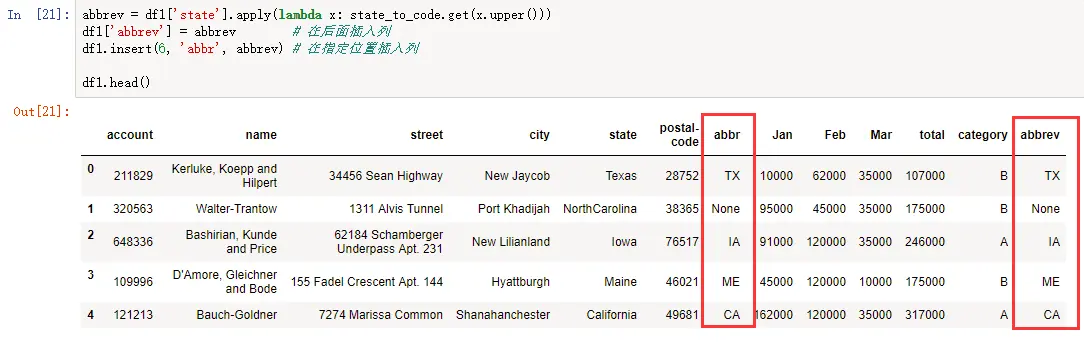 In [21]: abbrev = df1['state'].apply(lambda x: state_to_code.get(x.upper()))
df1['abbrev'] = abbrev # 在后面插入列
df1.insert(6, 'abbr', abbrev) # 在指定位置插入列
df1.head()
Out[21]:
account name street city state postal-code abbr Jan Feb Mar total category abbrev
0 211829 Kerluke, Koepp and Hilpert 34456 Sean Highway New Jaycob Texas 28752 TX 10000 62000 35000 107000 B TX
1 320563 Walter-Trantow 1311 Alvis Tunnel Port Khadijah NorthCarolina 38365 None 95000 45000 35000 175000 B None
2 648336 Bashirian, Kunde and Price 62184 Schamberger Underpass Apt. 231 New Lilianland Iowa 76517 IA 91000 120000 35000 246000 A IA
3 109996 D'Amore, Gleichner and Bode 155 Fadel Crescent Apt. 144 Hyattburgh Maine 46021 ME 45000 120000 10000 175000 B ME
4 121213 Bauch-Goldner 7274 Marissa Common Shanahanchester California 49681 CA 162000 120000 35000 317000 A CA